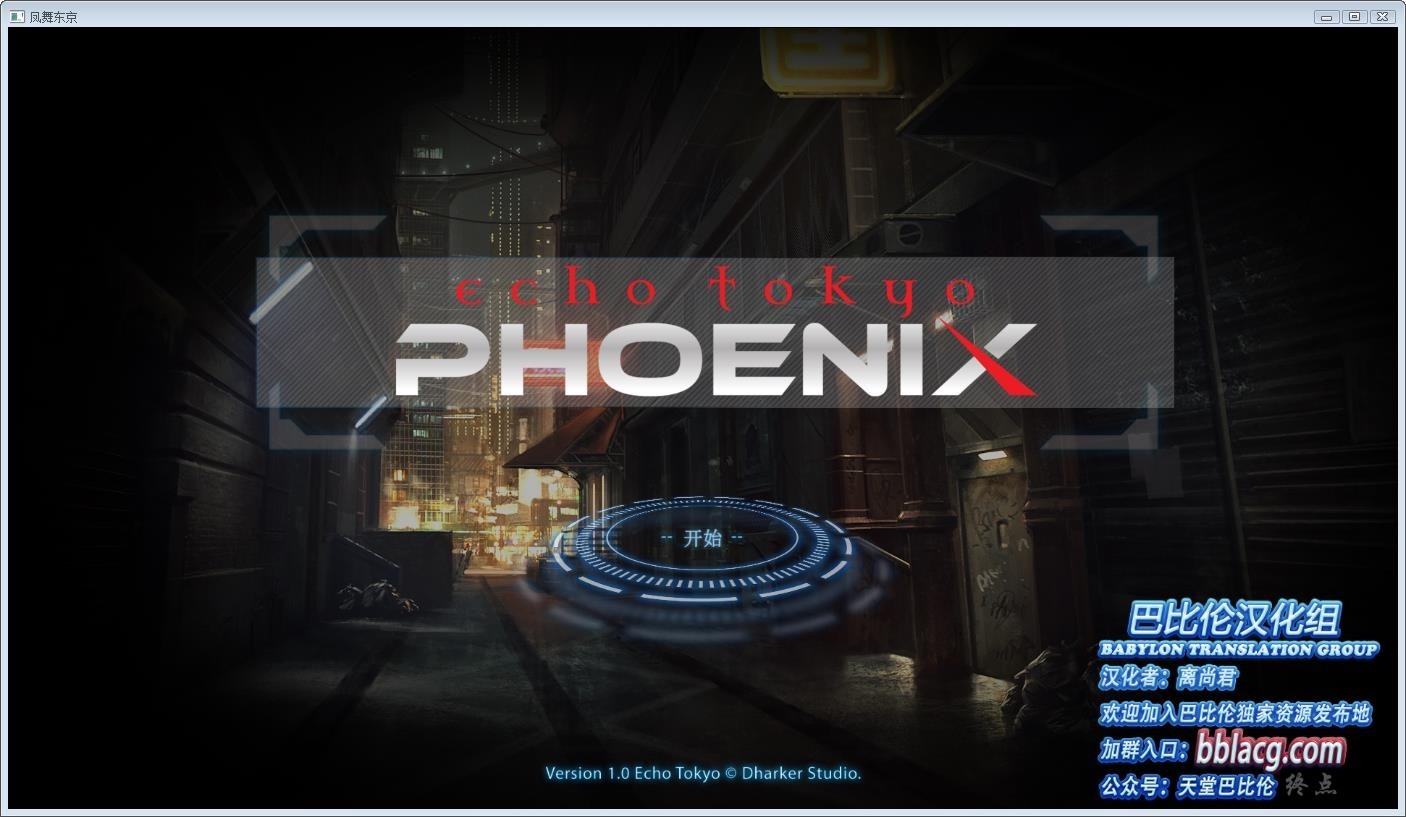 凤舞东京
echo tokyo
PHOENIX
-- 开始 --
巴比伦汉化组
BABYLON TRANSLATION GROUP
汉化者：离尚君
欢迎加入巴比伦独家资源发布地
加群入口：bblacg.com
公众号：天堂巴比伦 终点
Version 1.0 Echo Tokyo © Dharker Studio.